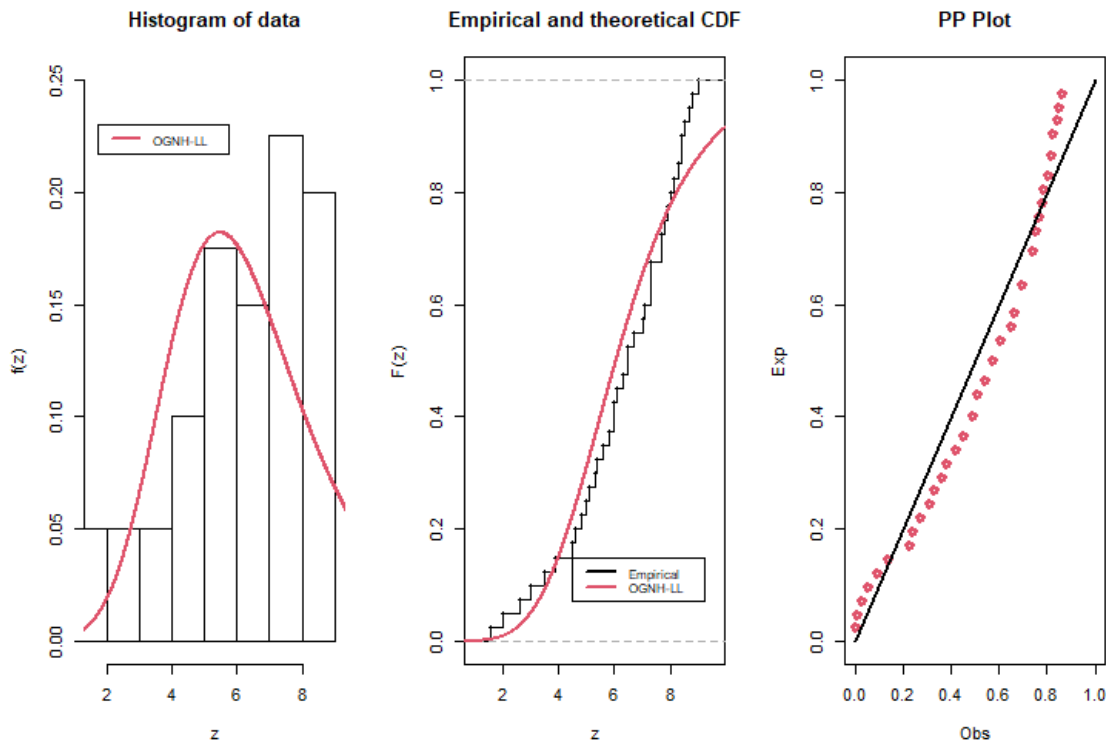 Histogram of data
Empirical and theoretical CDF
PP Plot
f(z)
0.25
0.20
0.15
0.10
0.05
0.00
OGNH-LL
2 4 6 8
z
F(z)
1.0
0.8
0.6
0.4
0.2
0.0
Empirical
OGNH-LL
2 4 6 8
z
Exp
1.0
0.8
0.6
0.4
0.2
0.0
0.0 0.2 0.4 0.6 0.8 1.0
Obs